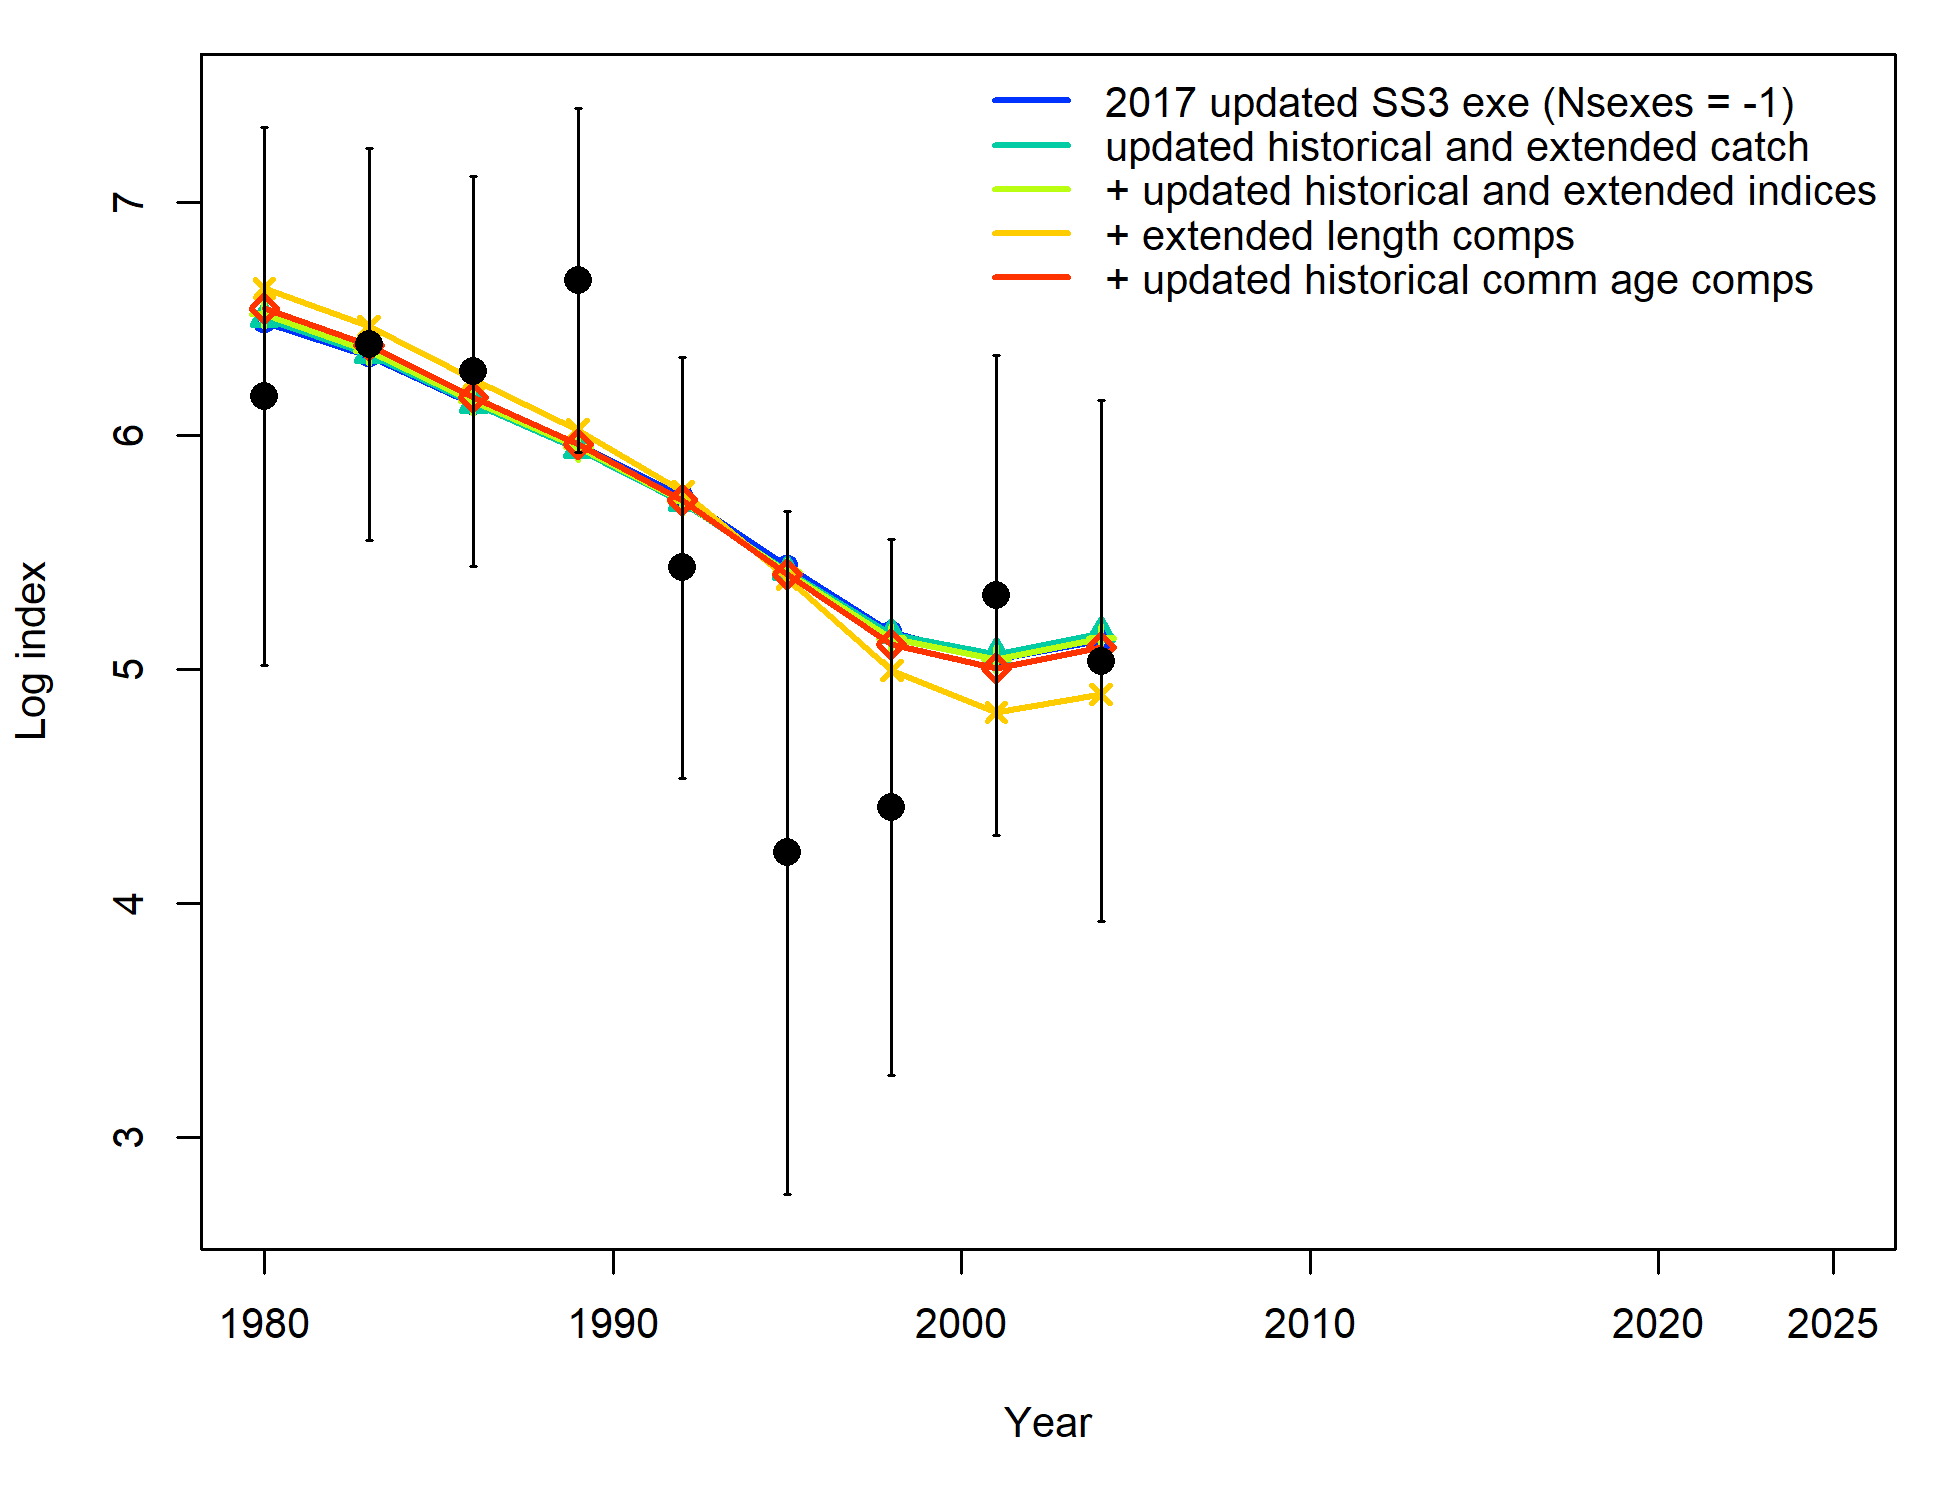 2017 updated SS3 exe (Nsexes = -1)
updated historical and extended catch
+ updated historical and extended indices
+ extended length comps
+ updated historical comm age comps
7
6
5
4
3
Log index
1980 1990 2000 2010 2020 2025
Year